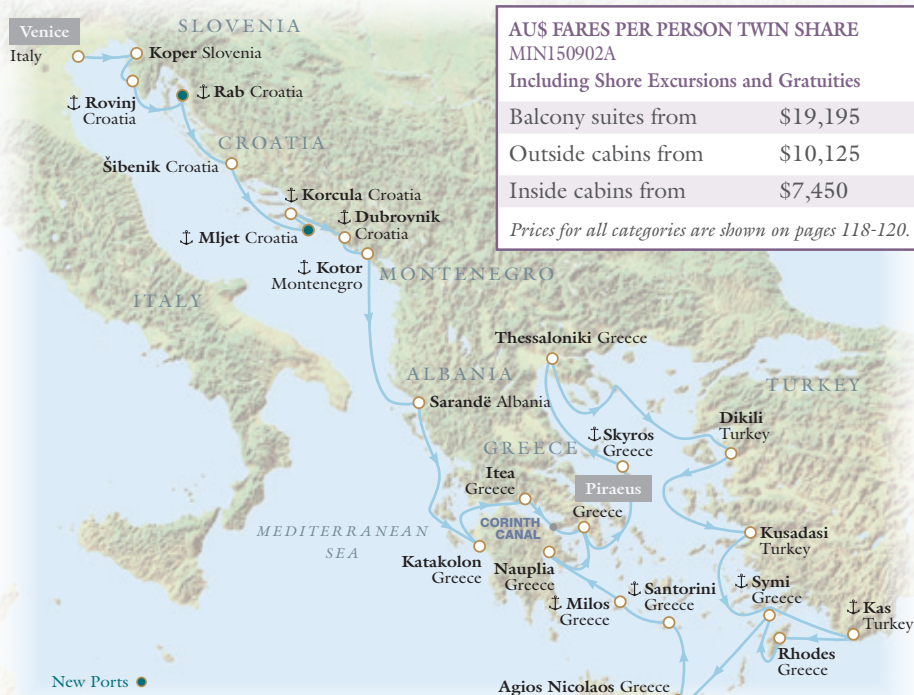 Venice
Italy
SLOVENIA
Koper Slovenia
Rovinj
Croatia
Rab Croatia
CROATIA
Šibenik Croatia
Korcula Croatia
Dubrovnik
Croatia
Mljet Croatia
Kotor
Montenegro
MONTENEGRO
ITALY
AU$ FARES PER PERSON TWIN SHARE
MIN150902A
Including Shore Excursions and Gratuities
Balcony suites from $19,195
Outside cabins from $10,125
Inside cabins from $7,450
Prices for all categories are shown on pages 118-120.
Thessaloniki Greece
ALBANIA
TURKEY
Sarandë Albania
Dikili
Turkey
Skyros
Greece
GREECE
Itea
Greece
Piraeus
Greece
CORINTH
CANAL
MEDITERRANEAN
SEA
Katakolon
Greece
Nauplia
Greece
Kusadasi
Turkey
Symi
Greece
Santorini
Greece
Milos
Greece
Kas
Turkey
Rhodes
Greece
New Ports
Agios Nicolaos Greece